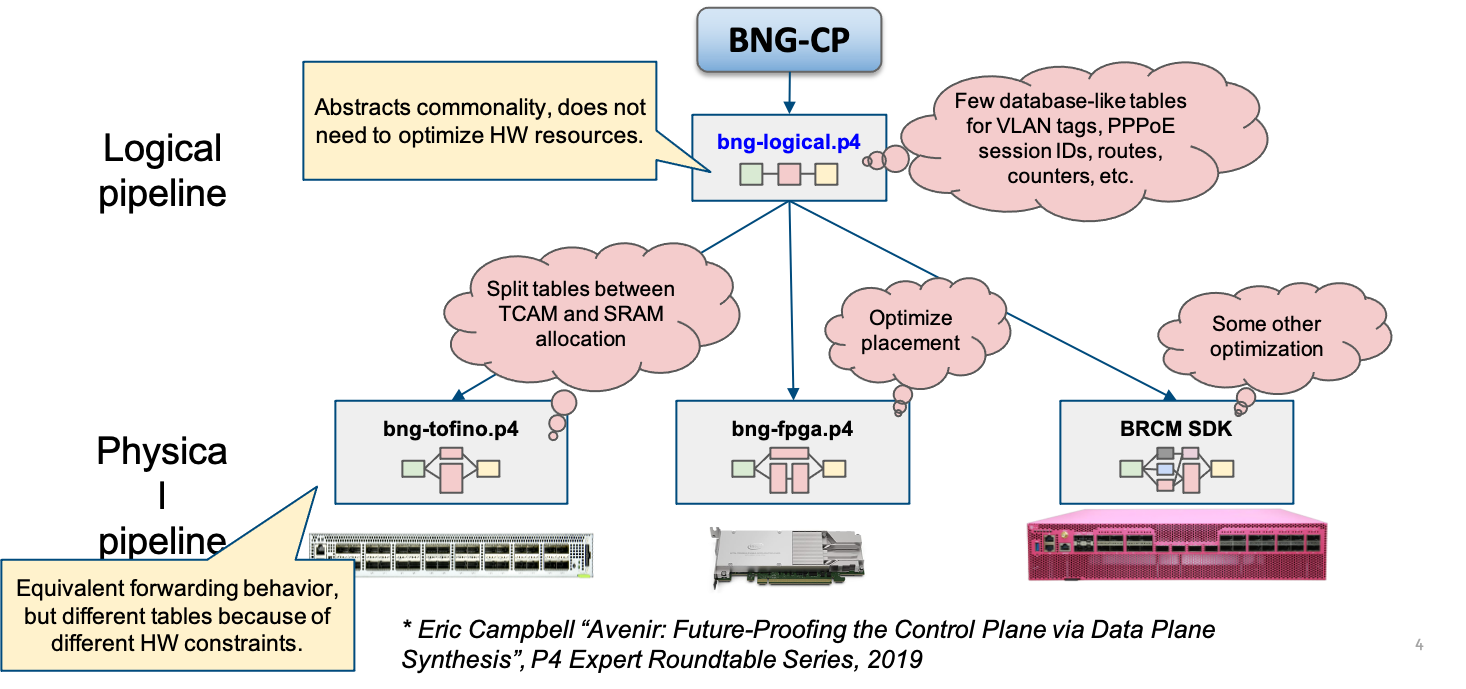 BNG-CP
Abstracts commonality, does not
need to optimize HW resources.
Logical
pipeline
bng-logical.p4
Few database-like tables
for VLAN tags, PPPoE
session IDs, routes,
counters, etc.
Split tables between
TCAM and SRAM
allocation
Optimize
placement
Some other
optimization
Physica
l
pipeline
bng-tofino.p4
bng-fpga.p4
BRCM SDK
Equivalent forwarding behavior,
but different tables because of
different HW constraints.
* Eric Campbell “Avenir: Future-Proofing the Control Plane via Data Plane
Synthesis”, P4 Expert Roundtable Series, 2019
4